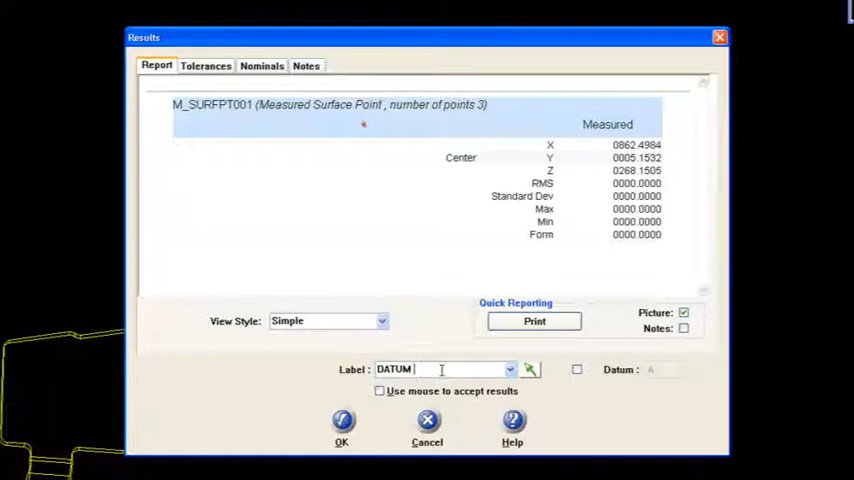 Results
Report Tolerances Nominals Notes
M_SURFPT001 (Measured Surface Point , number of points 3)
Measured
X 0862.4984
Center Y 0005.1532
Z 0268.1505
RMS 0000.0000
Standard Dev 0000.0000
Max 0000.0000
Min 0000.0000
Form 0000.0000
Quick Reporting
View Style: Simple Print Picture:
Notes:
Label : DATUM Datum : A
Use mouse to accept results
OK Cancel Help